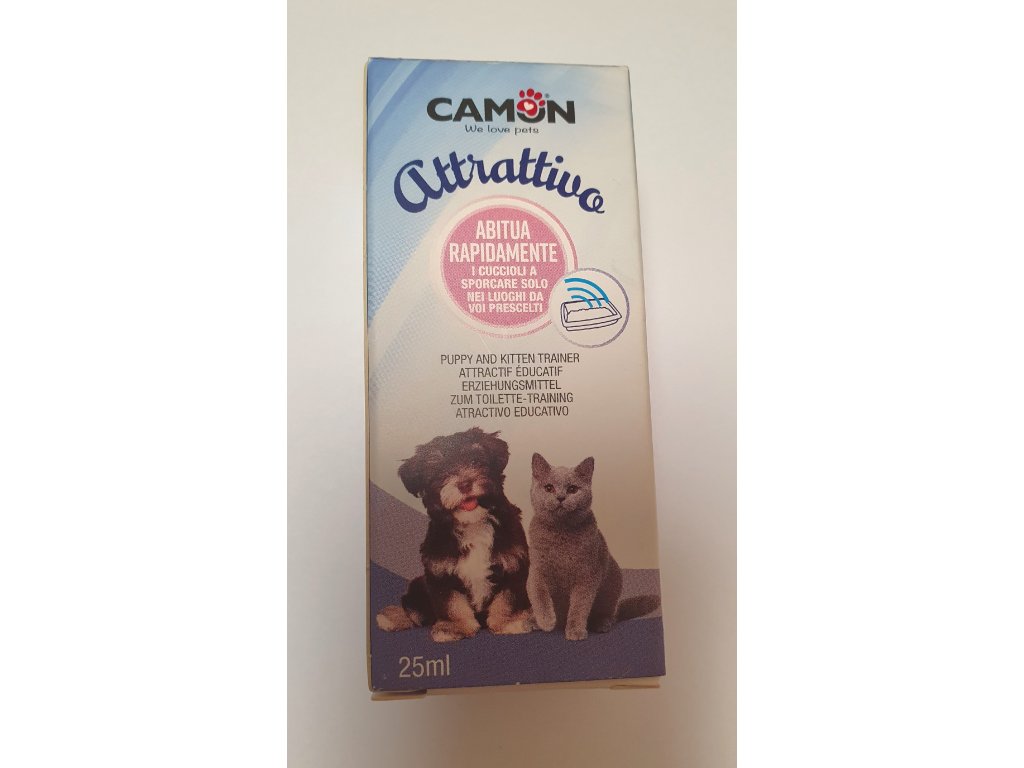 CAMON®
We love pets
Attrattivo
ABITUA
RAPIDAMENTE
I CUCCIOLI A
SPORCARE SOLO
NEI LUOGHI DA
VOI PRESCELTI
PUPPY AND KITTEN TRAINER
ATTRACTIF ÉDUCATIF
ERZIEHUNGSMITTEL
ZUM TOILETTE-TRAINING
ATRACTIVO EDUCATIVO
25ml